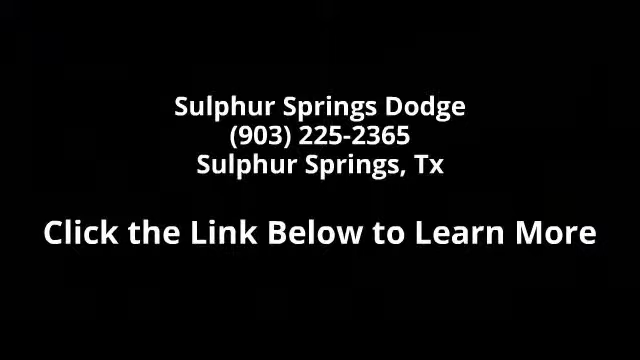 Sulphur Springs Dodge
(903) 225-2365
Sulphur Springs, Tx
Click the Link Below to Learn More